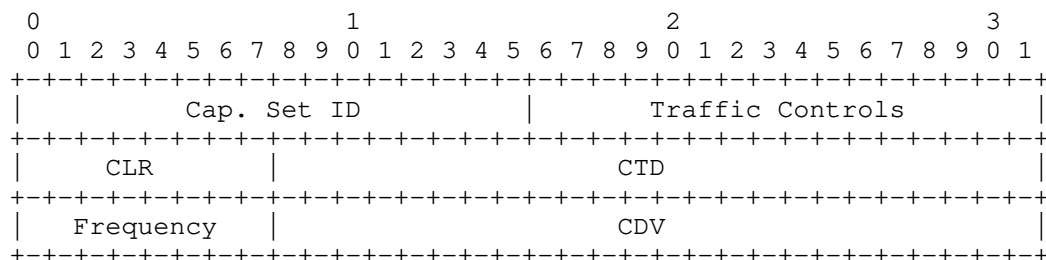 0                   1                   2                   3
 0 1 2 3 4 5 6 7 8 9 0 1 2 3 4 5 6 7 8 9 0 1 2 3 4 5 6 7 8 9 0 1
+-+-+-+-+-+-+-+-+-+-+-+-+-+-+-+-+-+-+-+-+-+-+-+-+-+-+-+-+-+-+-+-+
|          Cap. Set ID          |       Traffic Controls        |
+-+-+-+-+-+-+-+-+-+-+-+-+-+-+-+-+-+-+-+-+-+-+-+-+-+-+-+-+-+-+-+-+
|     CLR       |                     CTD                       |
+-+-+-+-+-+-+-+-+-+-+-+-+-+-+-+-+-+-+-+-+-+-+-+-+-+-+-+-+-+-+-+-+
|   Frequency   |                     CDV                       |
+-+-+-+-+-+-+-+-+-+-+-+-+-+-+-+-+-+-+-+-+-+-+-+-+-+-+-+-+-+-+-+-+